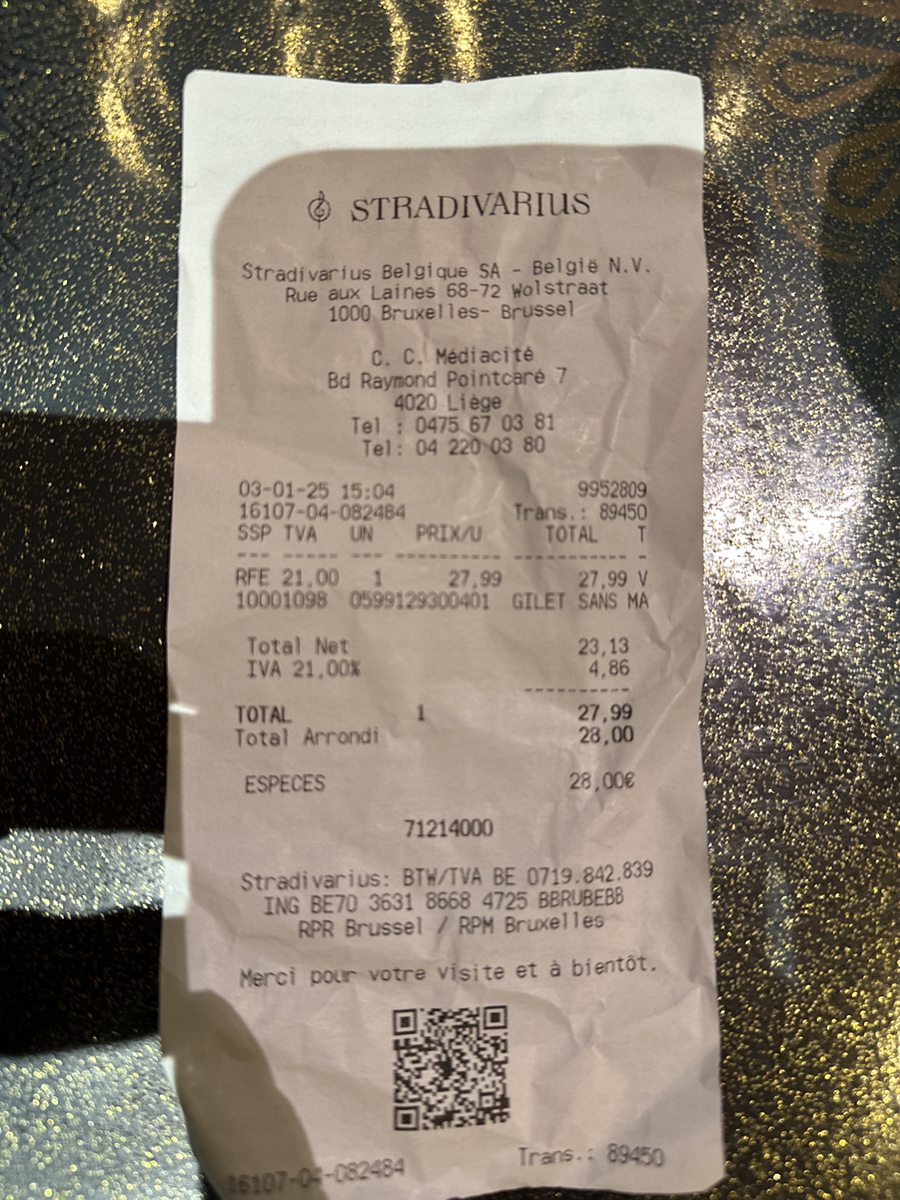 STRADIVARIUS
Stradivarius Belgique SA - België N.V.
Rue aux Laines 68-72 Wolstraat
1000 Bruxelles- Brussel
C. C. Médiacité
Bd Raymond Pointcaré 7
4020 Liège
Tel : 0475 67 03 81
Tel: 04 220 03 80
03-01-25 15:04 9952809
16107-04-082484 Trans.: 89450
SSP TVA UN PRIX/U TOTAL T
--- --- --- ---------- ----------- -
RFE 21,00 1 27,99 27,99 V
10001098 0599129300401 GILET SANS MA
Total Net 23,13
IVA 21,00% 4,86
----------
TOTAL 1 27,99
Total Arrondi 28,00
ESPECES 28,00€
71214000
Stradivarius: BTW/TVA BE 0719.842.839
ING BE70 3631 8668 4725 BBRUBEBB
RPR Brussel / RPM Bruxelles
Merci pour votre visite et à bientôt.
16107-04-082484 Trans.: 89450